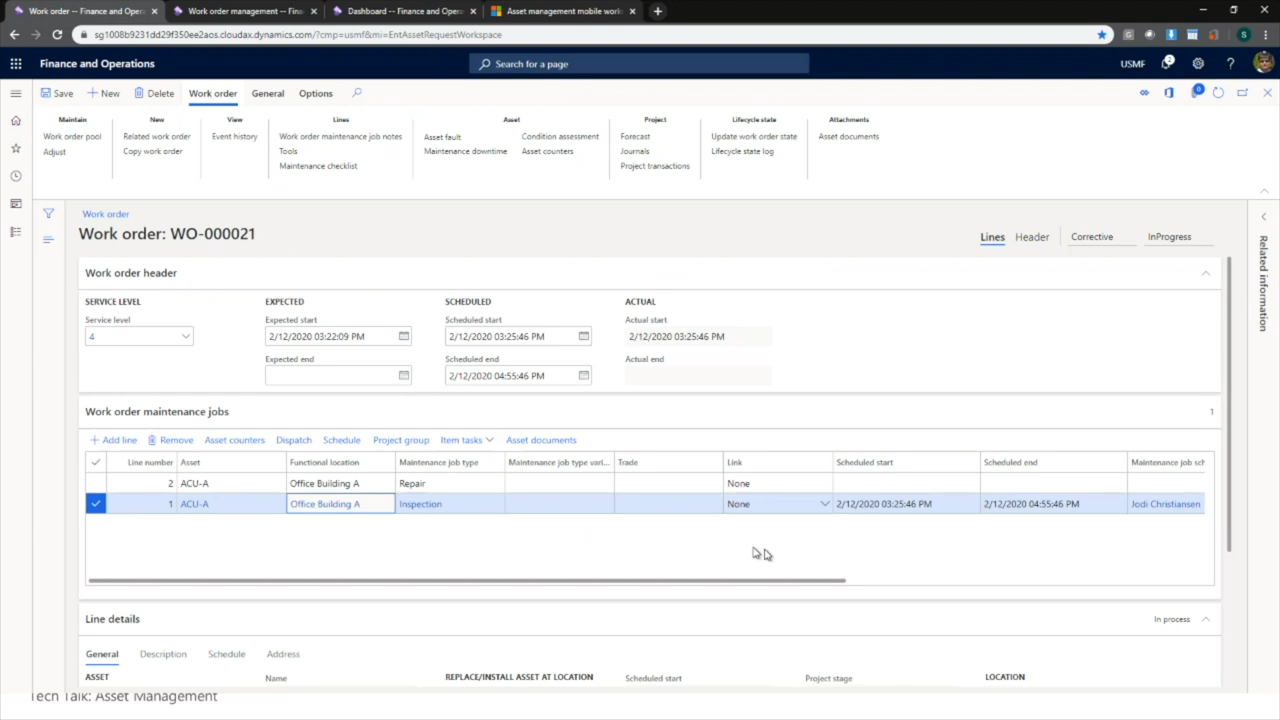 Work order -- Finance and Opera
Work order management -- Fina
Dashboard -- Finance and Opera
Asset management mobile work
sg1008b9231dd29f350ee2aos.cloudax.dynamics.com/?cmp=usmf&mi=EntAssetRequestWorkspace
Finance and Operations
Search for a page
USMF
Save
New
Delete
Work order
General
Options
Maintain
New
View
Lines
Asset
Project
Lifecycle state
Attachments
Work order pool
Related work order
Event history
Work order maintenance job notes
Asset fault
Condition assessment
Forecast
Update work order state
Asset documents
Adjust
Copy work order
Tools
Maintenance downtime
Asset counters
Journals
Lifecycle state log
Maintenance checklist
Project transactions
Work order
Work order: WO-000021
Lines
Header
Corrective
InProgress
Related information
Work order header
SERVICE LEVEL
EXPECTED
SCHEDULED
ACTUAL
Service level
Expected start
Scheduled start
Actual start
4
2/12/2020 03:22:09 PM
2/12/2020 03:25:46 PM
2/12/2020 03:25:46 PM
Expected end
Scheduled end
Actual end
2/12/2020 04:55:46 PM
Work order maintenance jobs
1
Add line
Remove
Asset counters
Dispatch
Schedule
Project group
Item tasks
Asset documents
Line number
Asset
Functional location
Maintenance job type
Maintenance job type vari...
Trade
Link
Scheduled start
Scheduled end
Maintenance job sch
2 ACU-A Office Building A Repair None
1 ACU-A Office Building A Inspection None 2/12/2020 03:25:46 PM 2/12/2020 04:55:46 PM Jodi Christiansen
Line details
In process
General
Description
Schedule
Address
ASSET
Name
REPLACE/INSTALL ASSET AT LOCATION
Scheduled start
Project stage
LOCATION
Tech Talk: Asset Management